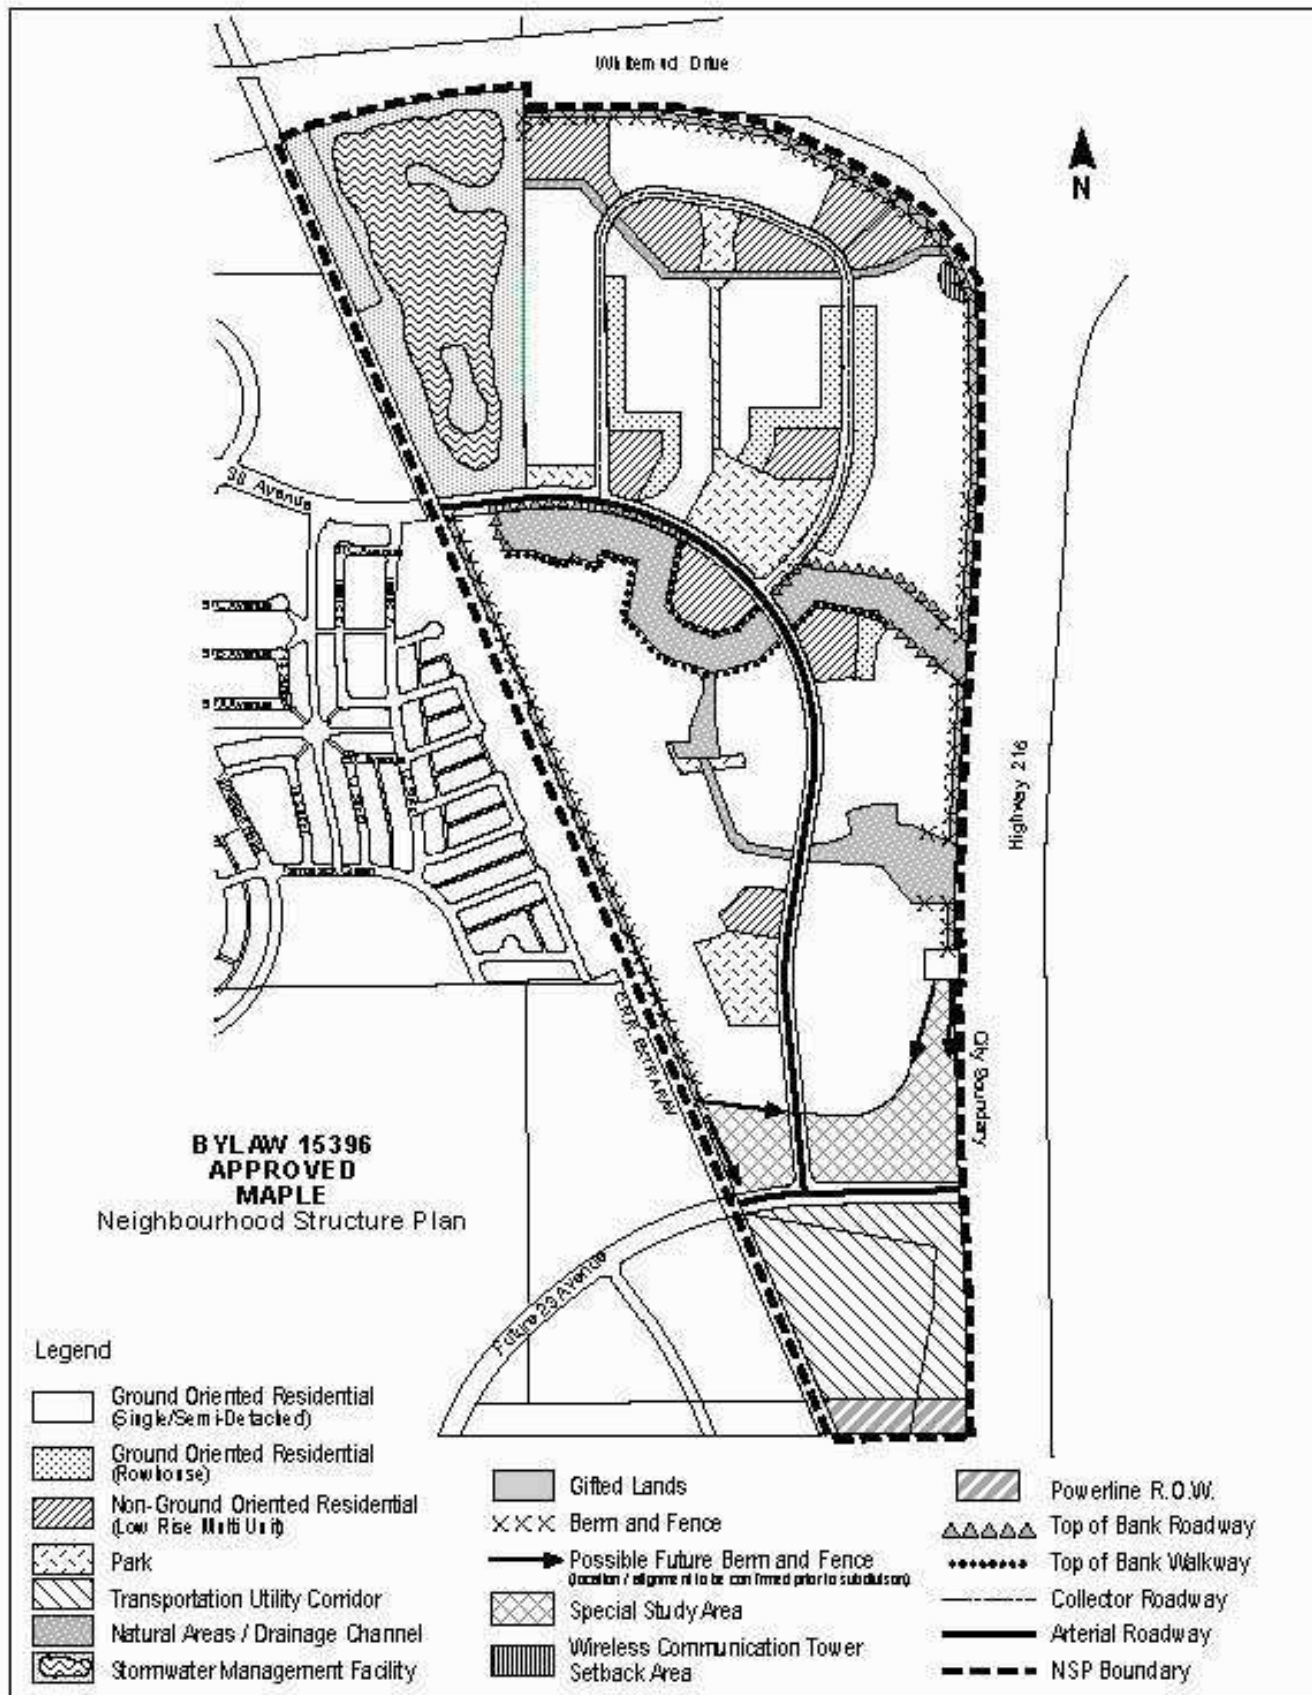 Whitemud Drive
N
38 Avenue
Highway 216
City Boundary
BYLAW 15396
APPROVED
MAPLE
Neighbourhood Structure Plan
Future 23 Avenue
Legend
Ground Oriented Residential
(Single/Semi-Detached)
Ground Oriented Residential
(Rowhouse)
Non-Ground Oriented Residential
(Low Rise Multi Unit)
Park
Transportation Utility Corridor
Natural Areas / Drainage Channel
Stormwater Management Facility
Gifted Lands
Berm and Fence
Possible Future Berm and Fence
(location / alignment to be confirmed prior to subdivision)
Special Study Area
Wireless Communication Tower
Setback Area
Powerline R.O.W.
Top of Bank Roadway
Top of Bank Walkway
Collector Roadway
Arterial Roadway
NSP Boundary